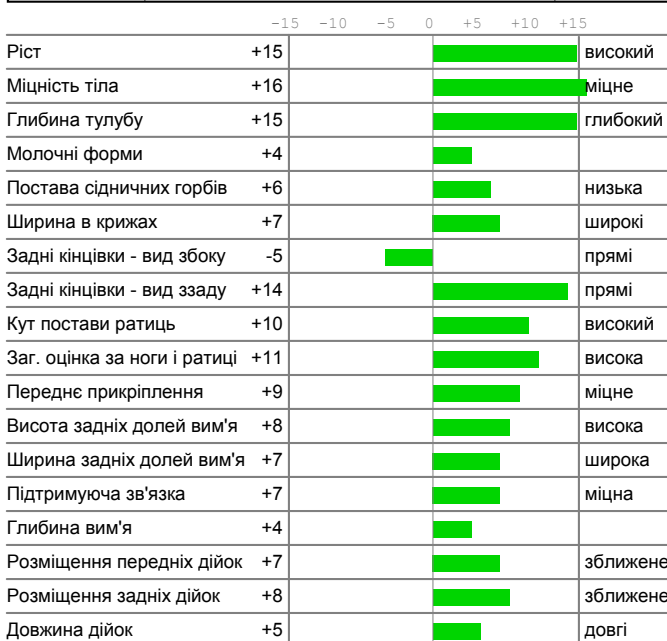 -15 -10 -5 0 +5 +10 +15
Ріст +15 високий
Міцність тіла +16 міцне
Глибина тулубу +15 глибокий
Молочні форми +4
Постава сідничних горбів +6 низька
Ширина в крижах +7 широкі
Задні кінцівки - вид збоку -5 прямі
Задні кінцівки - вид ззаду +14 прямі
Кут постави ратиць +10 високий
Заг. оцінка за ноги і ратиці +11 висока
Переднє прикріплення +9 міцне
Висота задніх долей вим'я +8 висока
Ширина задніх долей вим'я +7 широка
Підтримуюча зв'язка +7 міцна
Глибина вим'я +4
Розміщення передніх дійок +7 зближене
Розміщення задніх дійок +8 зближене
Довжина дійок +5 довгі